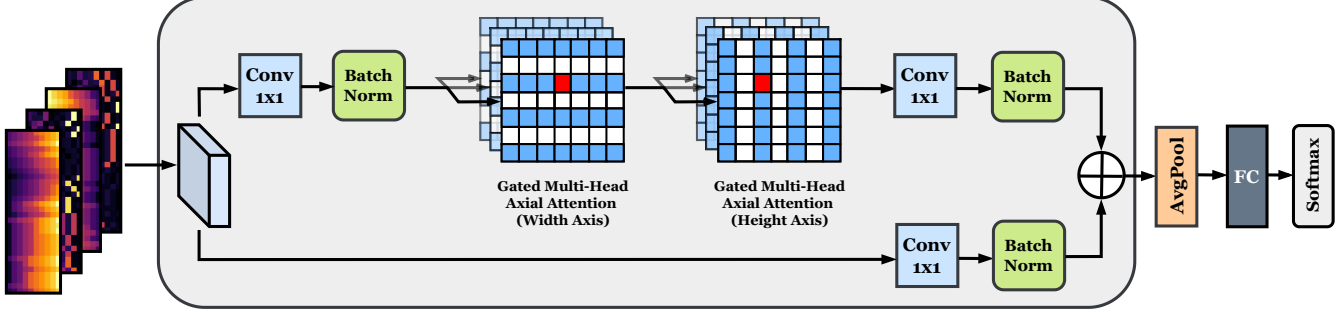 Conv
1x1
Batch
Norm
Gated Multi-Head
Axial Attention
(Width Axis)
Gated Multi-Head
Axial Attention
(Height Axis)
Conv
1x1
Batch
Norm
Conv
1x1
Batch
Norm
AvgPool
FC
Softmax